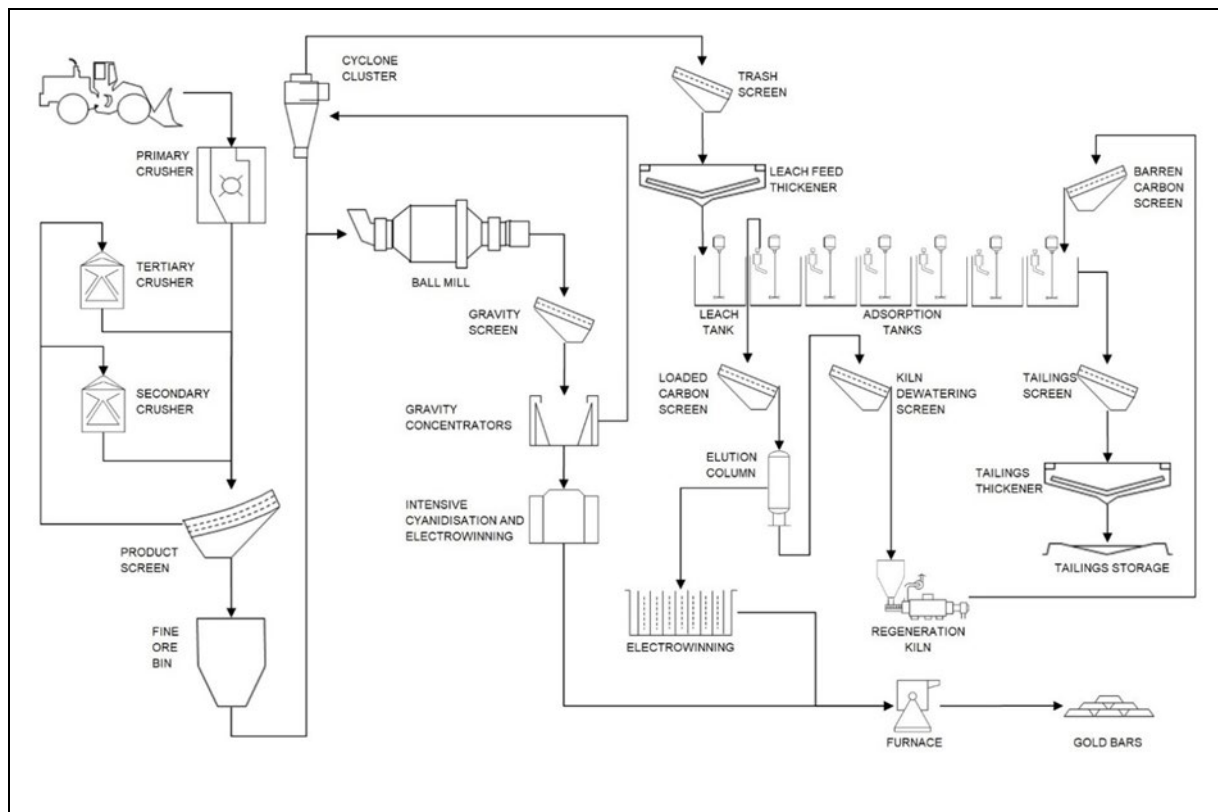 CYCLONE
CLUSTER
TRASH
SCREEN
PRIMARY
CRUSHER
LEACH FEED
THICKENER
BARREN
CARBON
SCREEN
TERTIARY
CRUSHER
BALL MILL
GRAVITY
SCREEN
LEACH
TANK
ADSORPTION
TANKS
SECONDARY
CRUSHER
LOADED
CARBON
SCREEN
KILN
DEWATERING
SCREEN
TAILINGS
SCREEN
GRAVITY
CONCENTRATORS
ELUTION
COLUMN
TAILINGS
THICKENER
INTENSIVE
CYANIDISATION AND
ELECTROWINNING
PRODUCT
SCREEN
TAILINGS STORAGE
FINE
ORE
BIN
ELECTROWINNING
REGENERATION
KILN
FURNACE
GOLD BARS